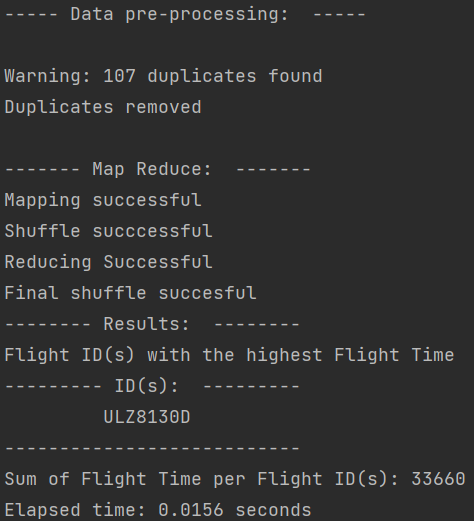 ----- Data pre-processing:  -----
Warning: 107 duplicates found
Duplicates removed
------- Map Reduce:  -------
Mapping successful
Shuffle succcessful
Reducing Successful
Final shuffle succesful
-------- Results:  --------
Flight ID(s) with the highest Flight Time
--------- ID(s):  ---------
ULZ8130D
---------------------------
Sum of Flight Time per Flight ID(s): 33660
Elapsed time: 0.0156 seconds